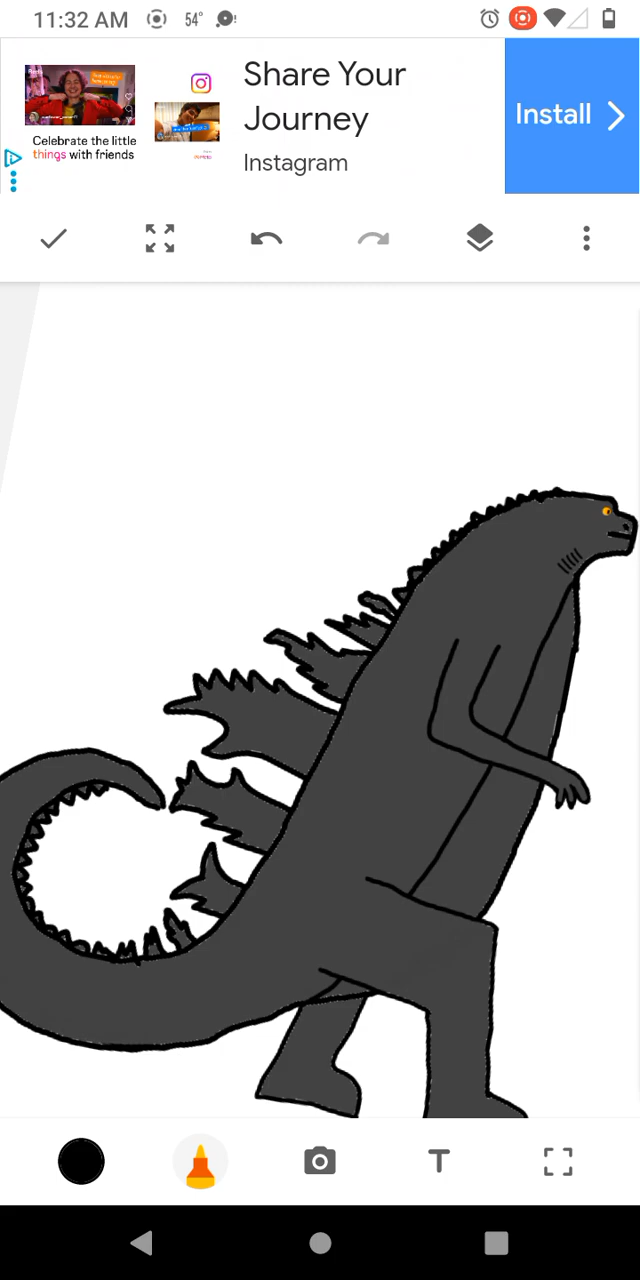 11:32 AM
54°
Share Your
Journey
Instagram
Install
Celebrate the little
things with friends
T